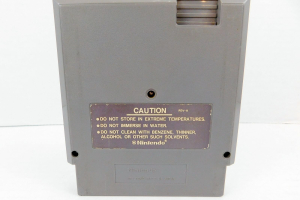 CAUTION
REV-A
•DO NOT STORE IN EXTREME TEMPERATURES.
•DO NOT IMMERSE IN WATER.
•DO NOT CLEAN WITH BENZENE, THINNER,
ALCOHOL OR OTHER SUCH SOLVENTS.
Nintendo®